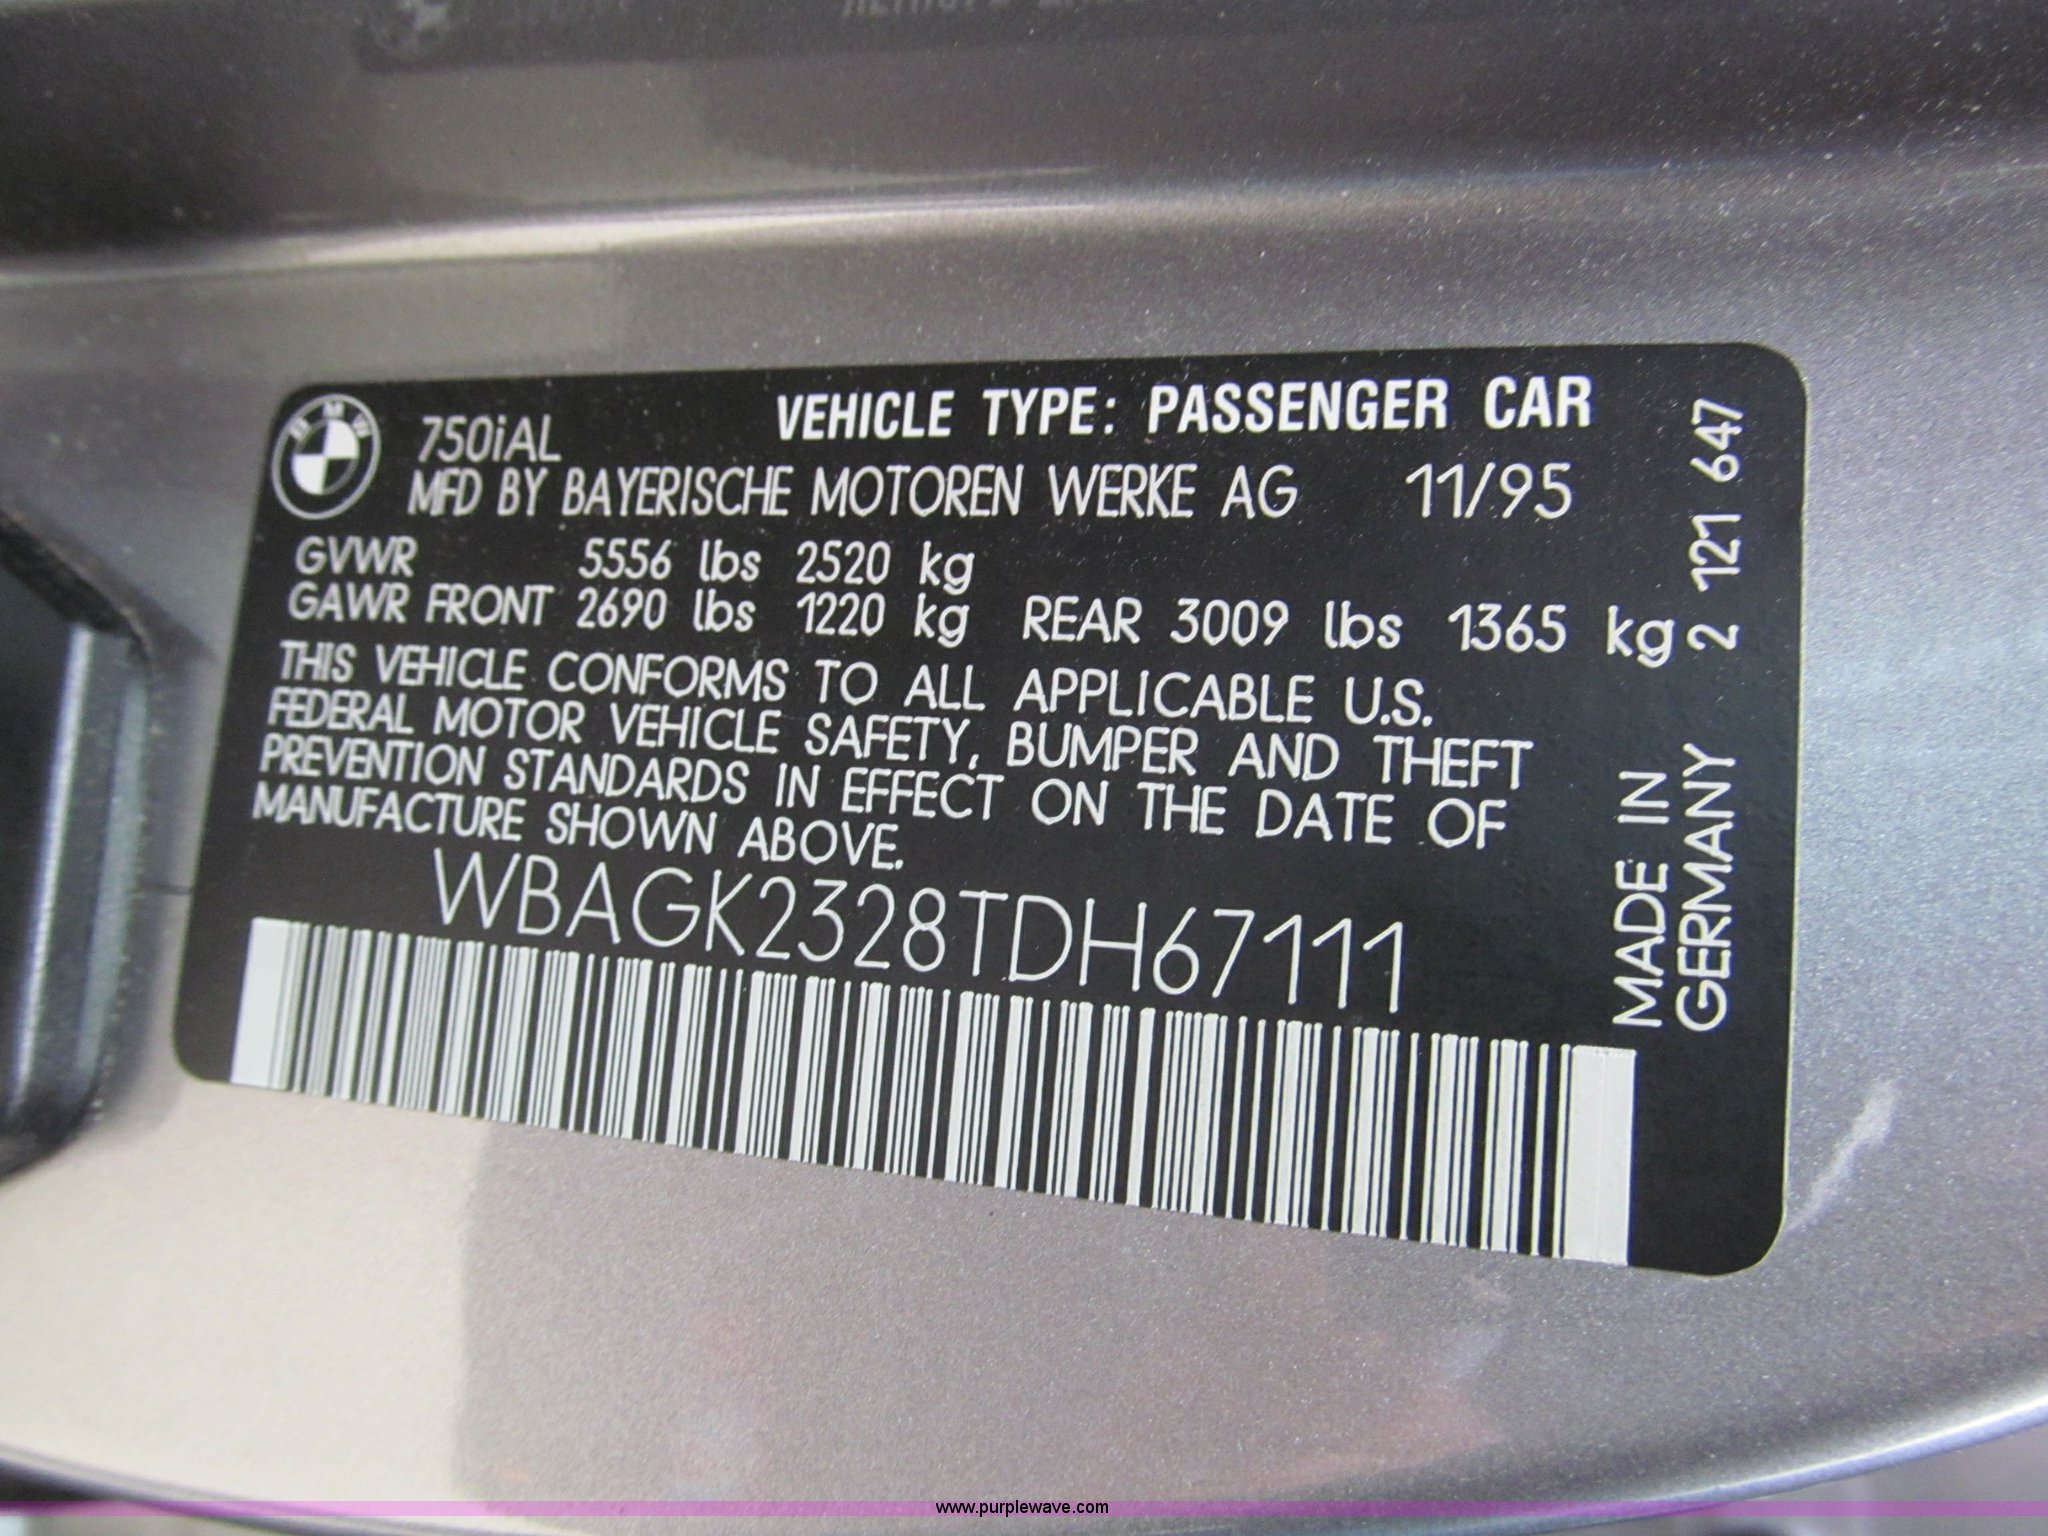 BMW
750iAL VEHICLE TYPE: PASSENGER CAR
MFD BY BAYERISCHE MOTOREN WERKE AG 11/95
GVWR 5556 lbs 2520 kg
GAWR FRONT 2690 lbs 1220 kg REAR 3009 lbs 1365 kg
THIS VEHICLE CONFORMS TO ALL APPLICABLE U.S.
FEDERAL MOTOR VEHICLE SAFETY, BUMPER AND THEFT
PREVENTION STANDARDS IN EFFECT ON THE DATE OF
MANUFACTURE SHOWN ABOVE.
WBAGK2328TDH67111
MADE IN
GERMANY 2 121 647
www.purplewave.com